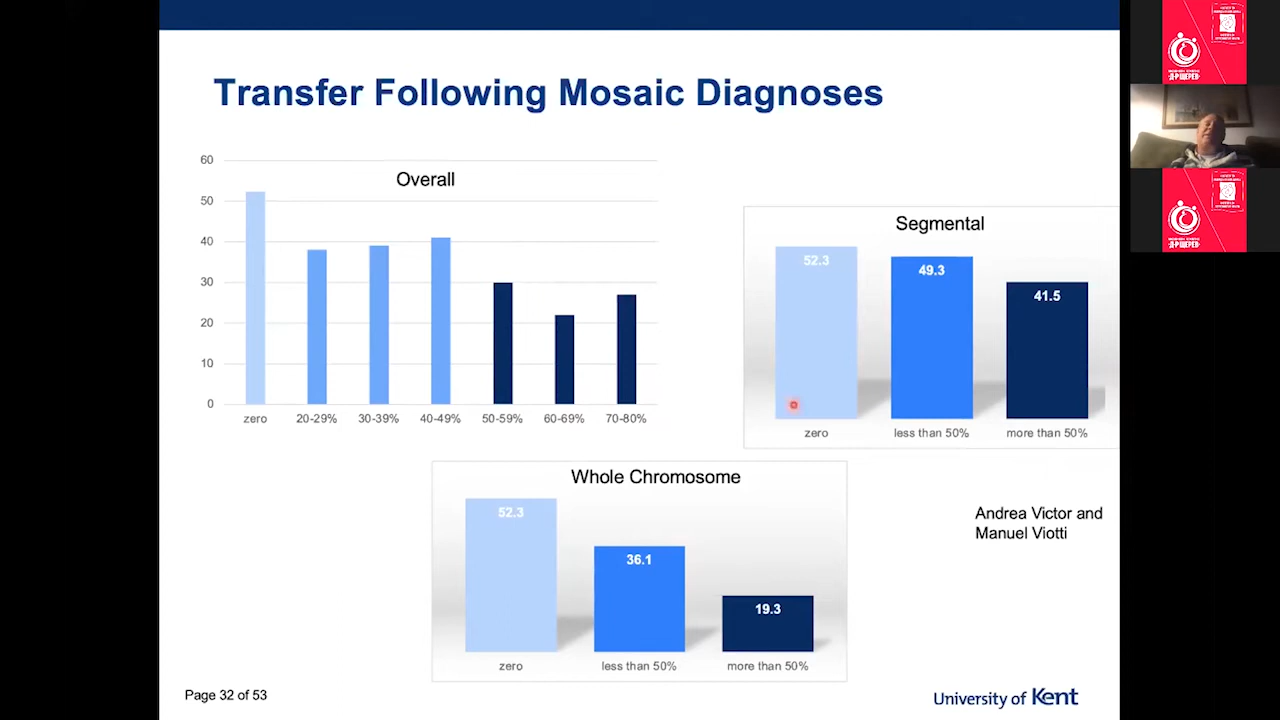 Transfer Following Mosaic Diagnoses
Overall
60
50
40
30
20
10
0
zero
20-29%
30-39%
40-49%
50-59%
60-69%
70-80%
Segmental
52.3
49.3
41.5
zero
less than 50%
more than 50%
Whole Chromosome
52.3
36.1
19.3
zero
less than 50%
more than 50%
Andrea Victor and
Manuel Viotti
Page 32 of 53
University of Kent
Д-Р ЩЕРЕВ
Д-Р ЩЕРЕВ